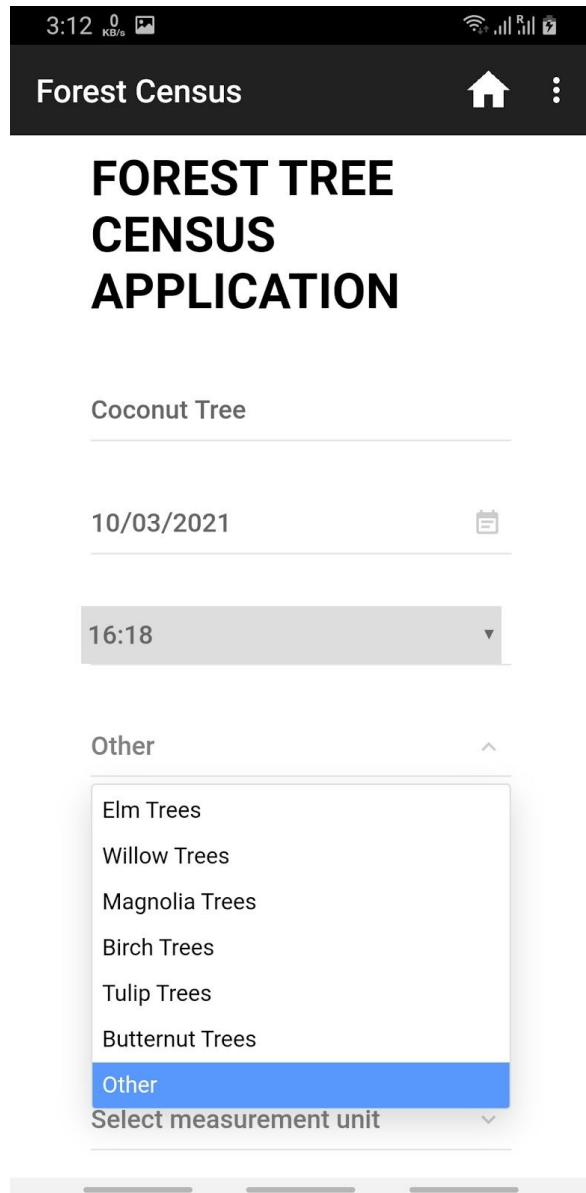 3:12 0 KB/s R
Forest Census
FOREST TREE
CENSUS
APPLICATION
Coconut Tree
10/03/2021
16:18
Other
Elm Trees
Willow Trees
Magnolia Trees
Birch Trees
Tulip Trees
Butternut Trees
Other
Select measurement unit